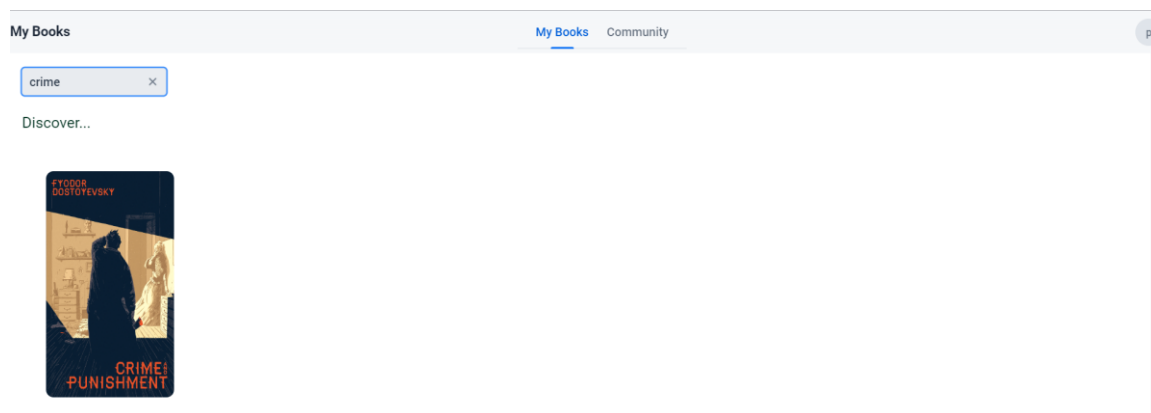 My Books
My Books Community
p
crime ×
Discover...
FYODOR
DOSTOYEVSKY
CRIME
PUNISHMENT